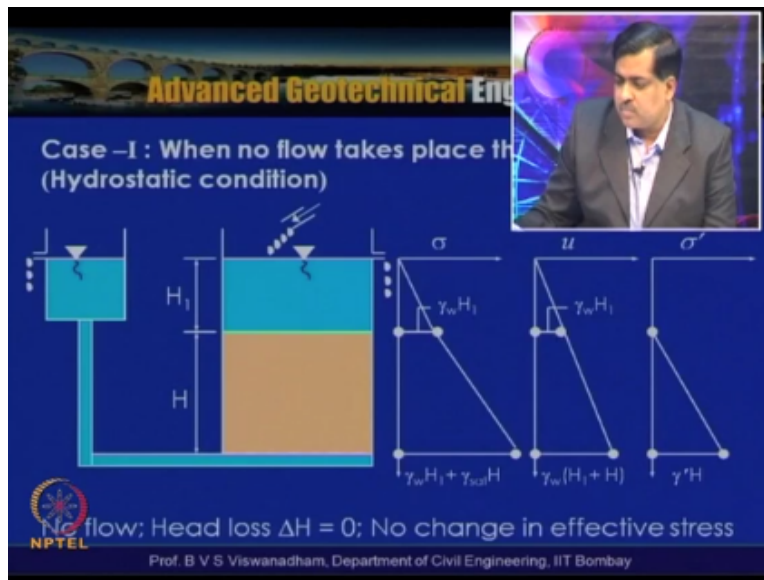 Advanced Geotechnical Eng
Case –I : When no flow takes place th
(Hydrostatic condition)
σ u σ′
H₁ γwH₁ γwH₁
H
γwH₁ + γsatH γw(H₁ + H) γ′H
No flow; Head loss ΔH = 0; No change in effective stress
NPTEL
Prof. B V S Viswanadham, Department of Civil Engineering, IIT Bombay